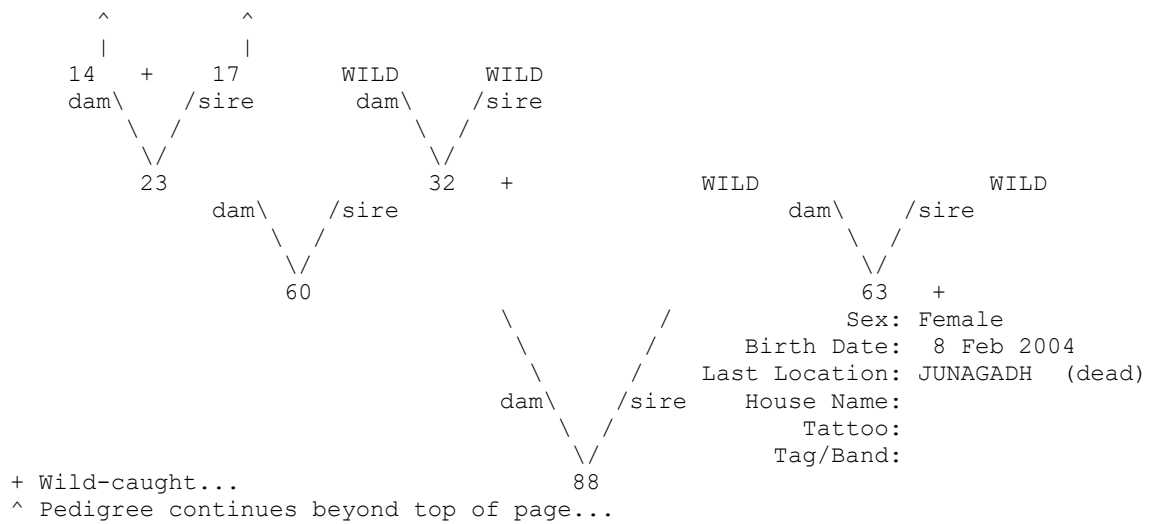 ^ ^
| |
14 + 17 WILD WILD
dam\ /sire dam\ /sire
\ / \ /
\/ \/
23 32 + WILD WILD
dam\ /sire dam\ /sire
\ / \ /
\/ \/
60 63 +
\ / Sex: Female
\ / Birth Date: 8 Feb 2004
\ / Last Location: JUNAGADH (dead)
dam\ /sire House Name:
\ / Tattoo:
\/ Tag/Band:
+ Wild-caught... 88
^ Pedigree continues beyond top of page...